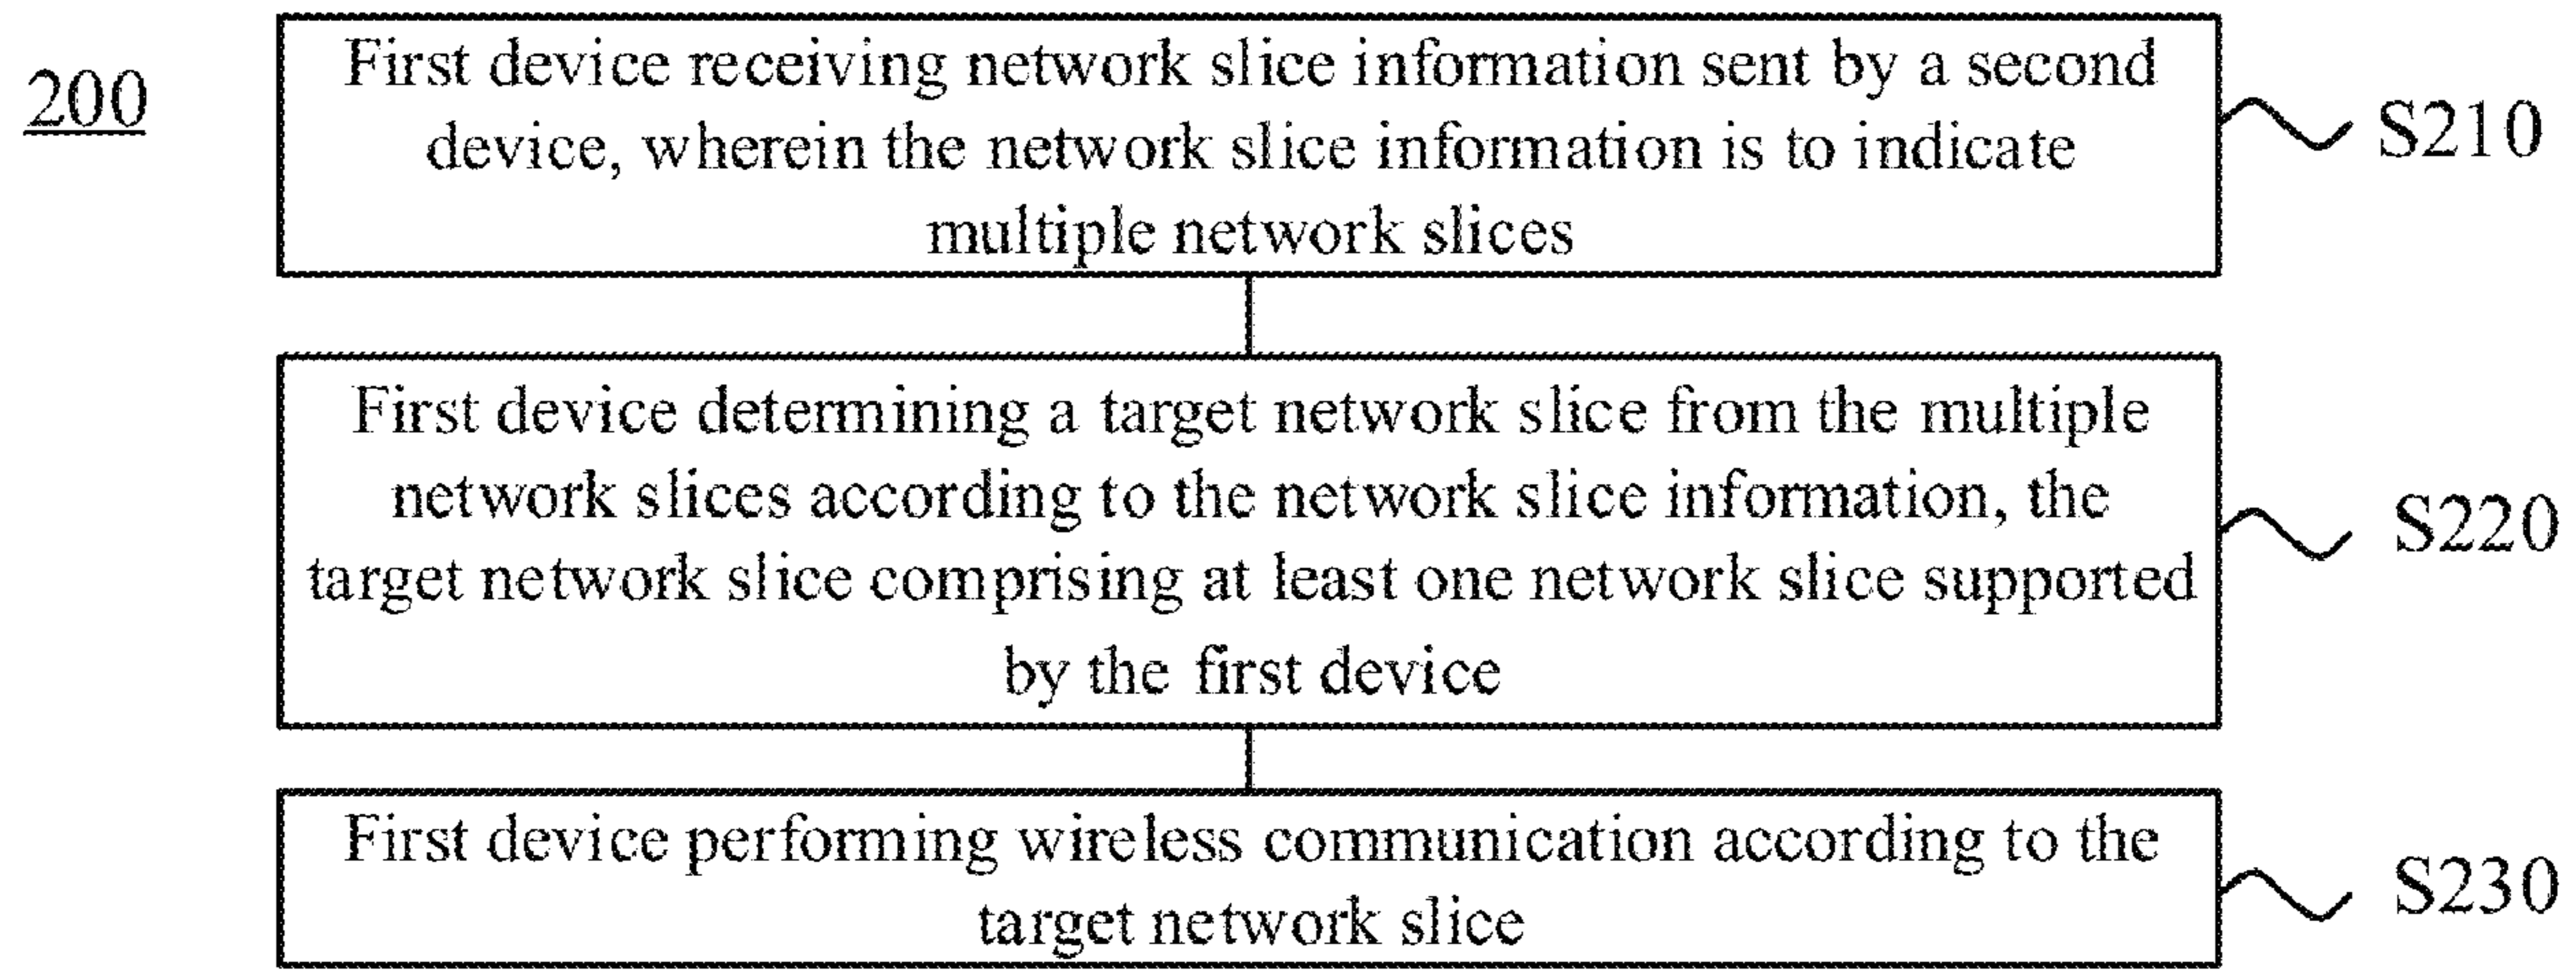 200
First device receiving network slice information sent by a second
device, wherein the network slice information is to indicate
multiple network slices
S210
First device determining a target network slice from the multiple
network slices according to the network slice information, the
target network slice comprising at least one network slice supported
by the first device
S220
First device performing wireless communication according to the
target network slice
S230